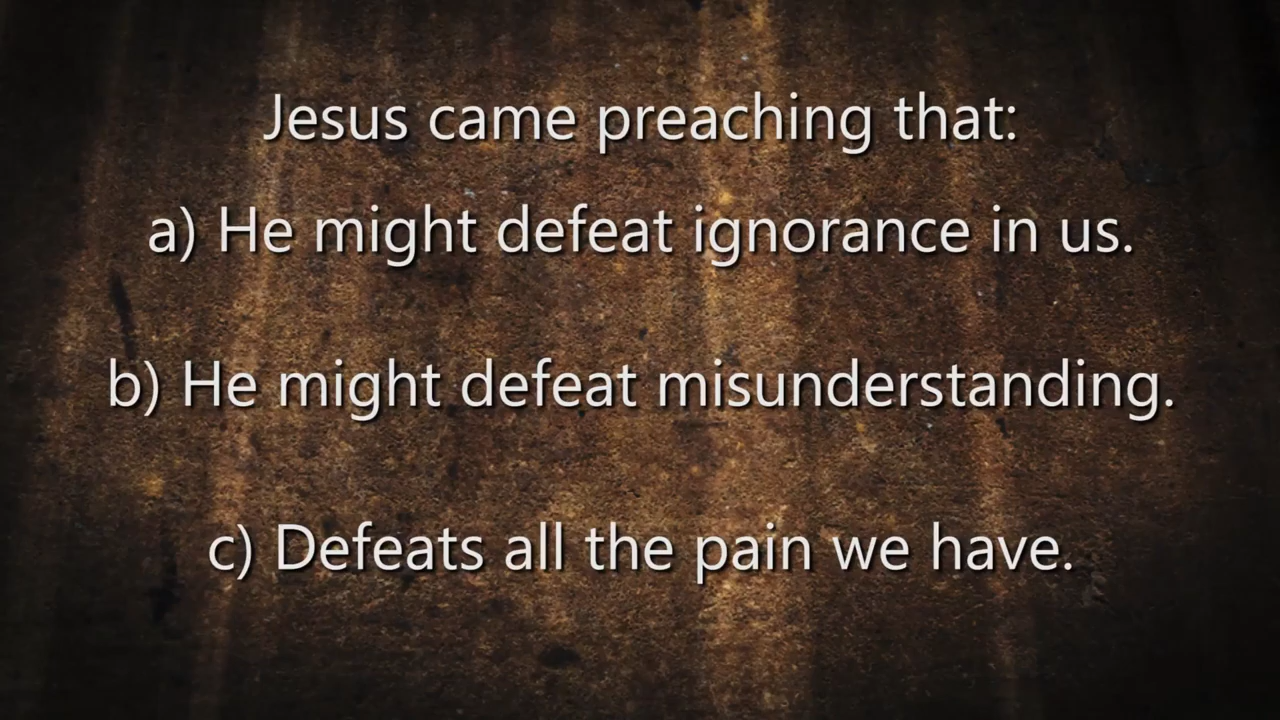 Jesus came preaching that:
a) He might defeat ignorance in us.
b) He might defeat misunderstanding.
c) Defeats all the pain we have.